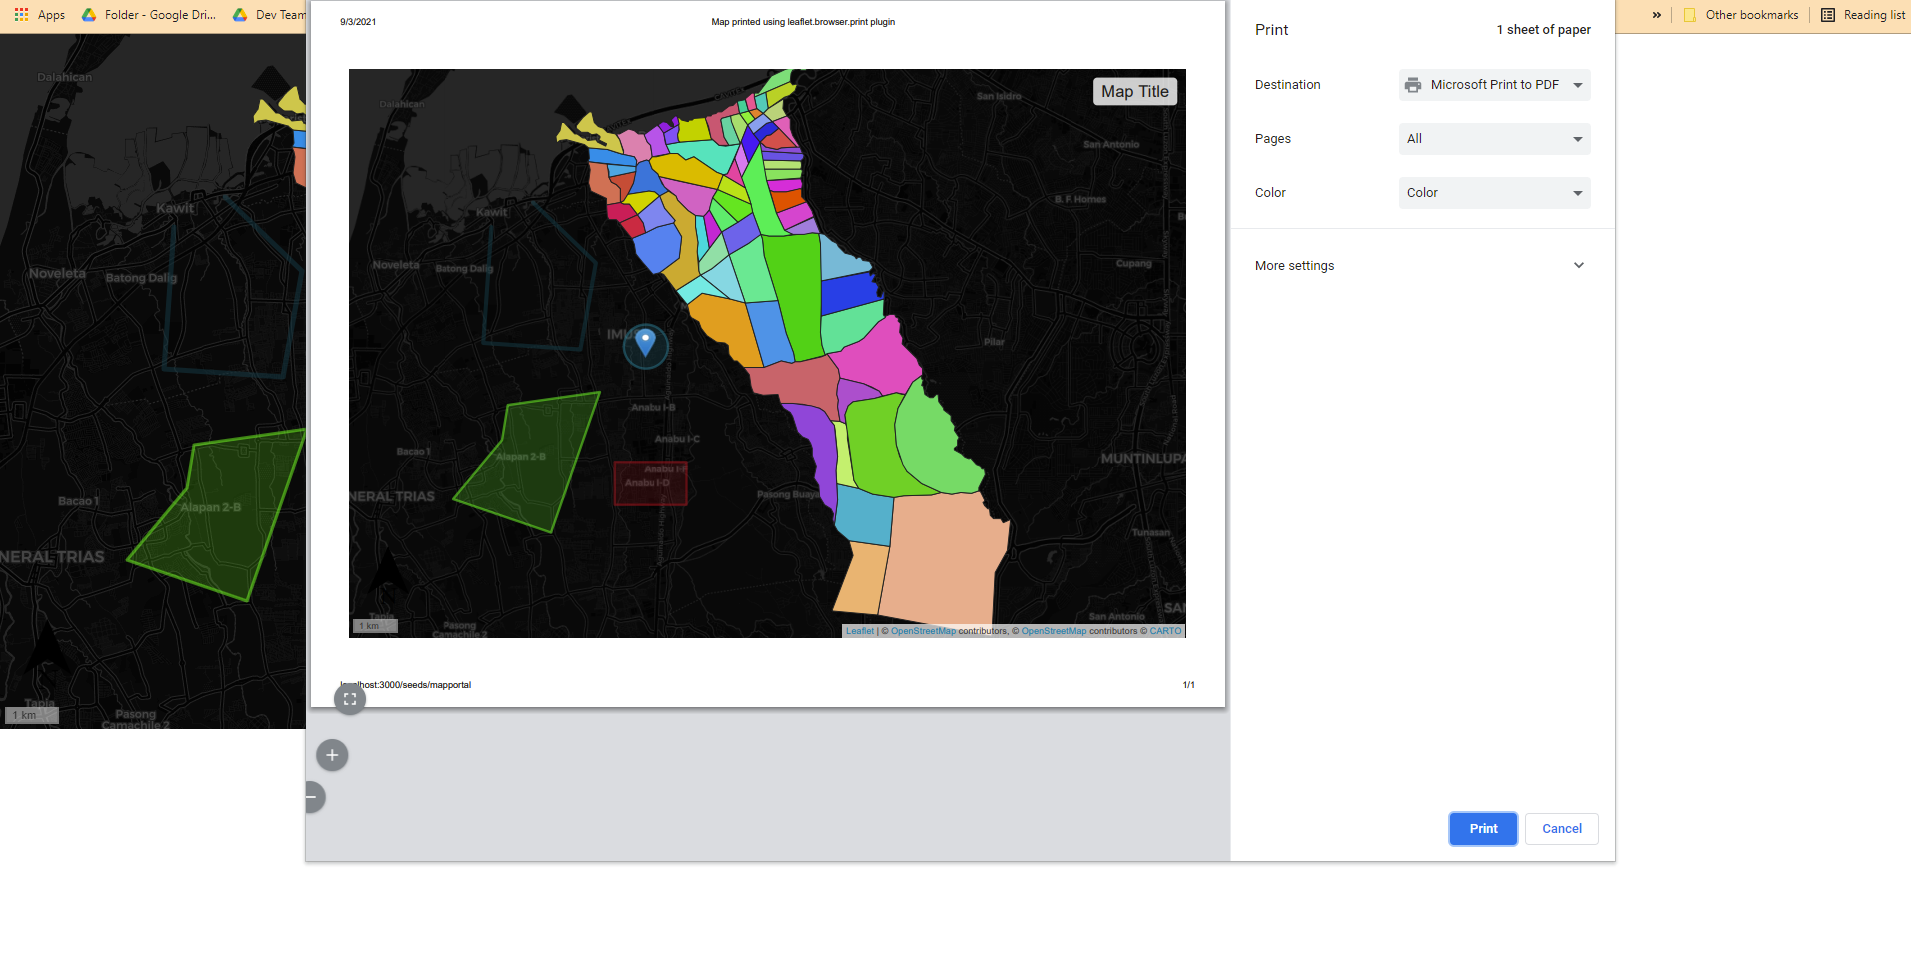 Apps
Folder - Google Dri...
Dev Team
»
Other bookmarks
Reading list
Dalahican
Kawit
Noveleta
Batong Dalig
Bacao 1
Alapan 2-B
NERAL TRIAS
Tapia
Pasong
Camachile 2
1 km
9/3/2021
Map printed using leaflet.browser.print plugin
Map Title
Dalahican
CAVITEX
San Isidro
San Antonio
B. F. Homes
Kawit
Noveleta
Batong Dalig
Cupang
IMUS
Pilar
Anabu I-B
Anabu I-C
Bacao 1
Alapan 2-B
Anabu I-F
Anabu I-D
MUNTINLUPA
NERAL TRIAS
Pasong Buaya
Aguinaldo Highway
Tunasan
Tapia
Pasong
Camachile 2
San Antonio
SA
1 km
Leaflet | © OpenStreetMap contributors, © OpenStreetMap contributors © CARTO
1/1
Print
1 sheet of paper
Destination
Microsoft Print to PDF
Pages
All
Color
Color
More settings
Print
Cancel